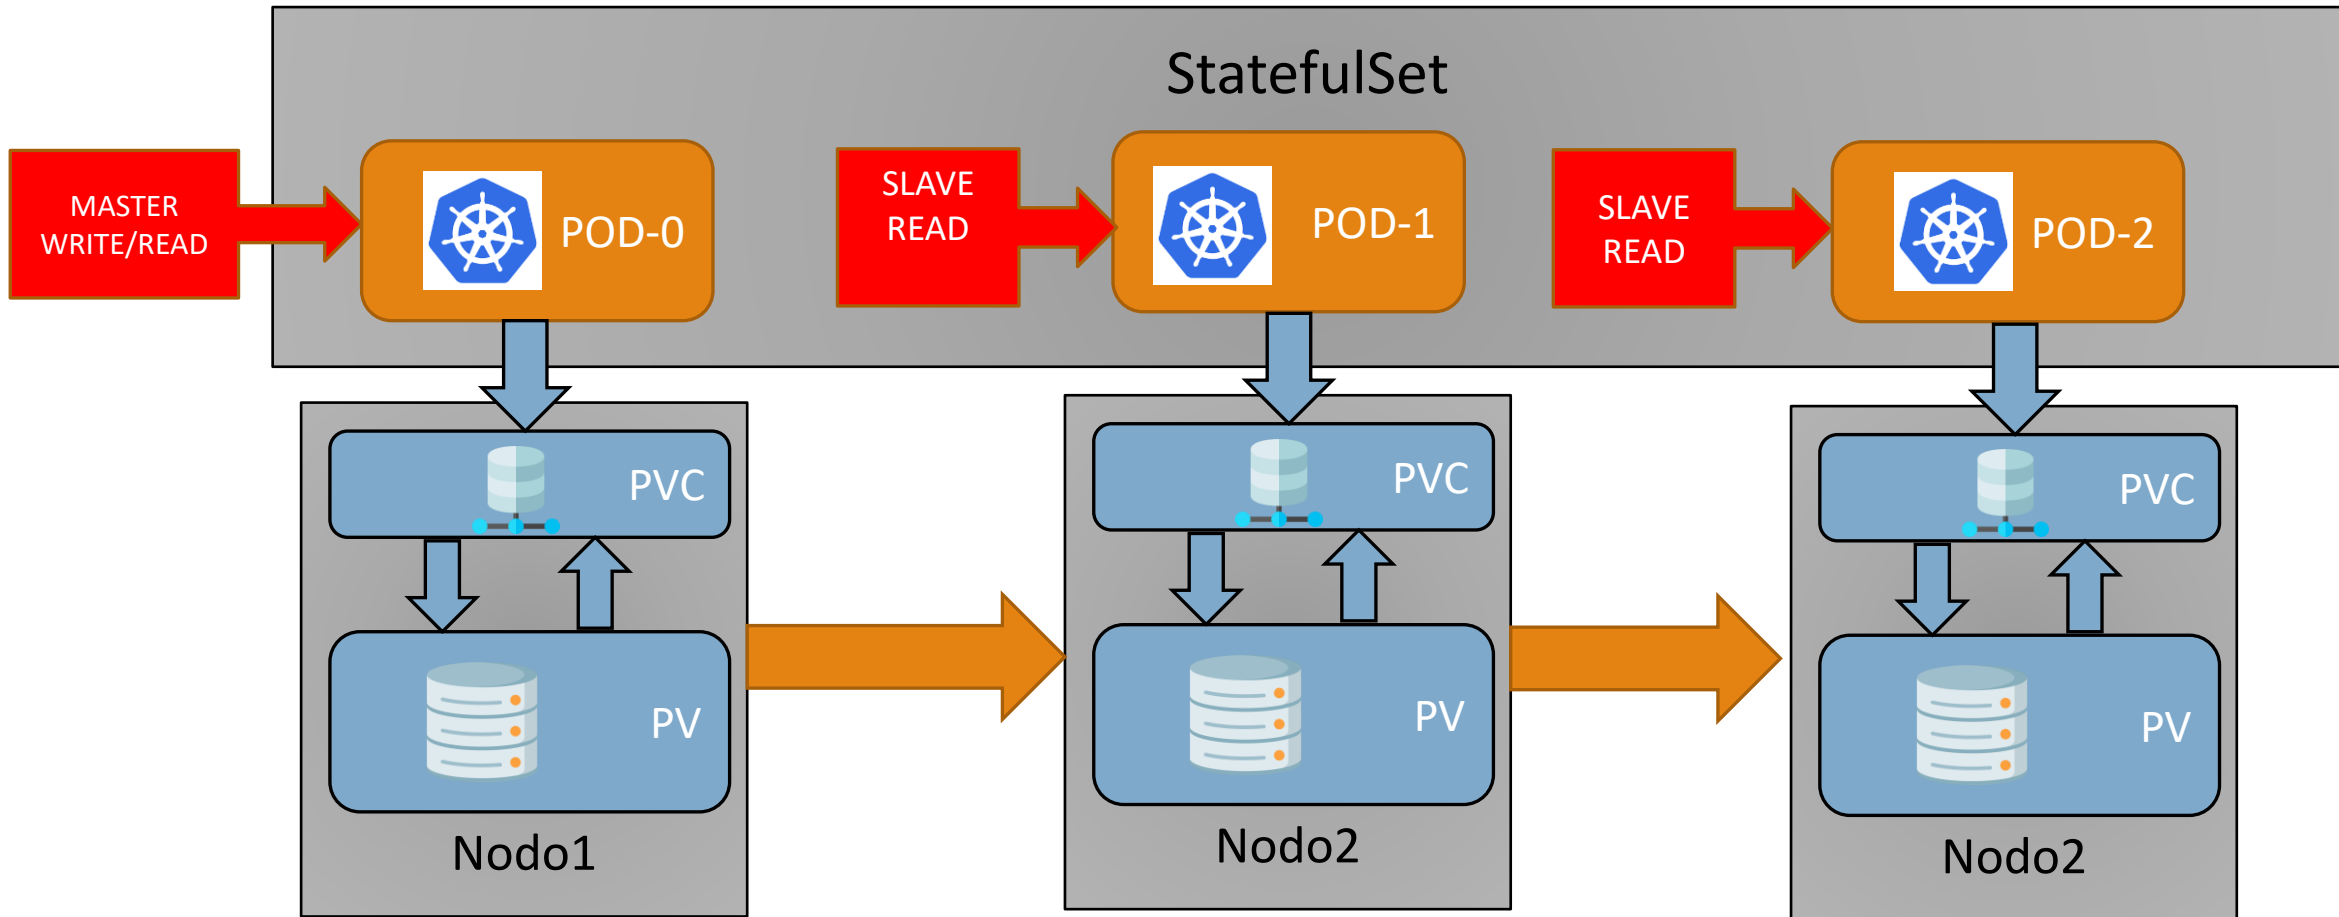 StatefulSet
MASTER
WRITE/READ
POD-0
SLAVE
READ
POD-1
SLAVE
READ
POD-2
PVC
PVC
PVC
PV
PV
PV
Nodo1
Nodo2
Nodo2